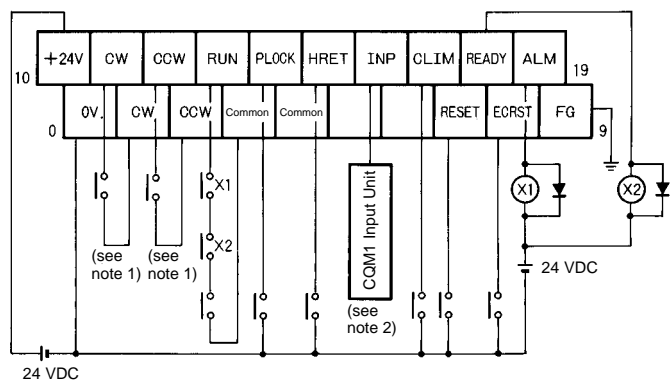 +24V CW CCW RUN PLOCK HRET INP CLIM READY ALM
10 19
0V. CW CCW Common Common RESET ECRST FG
0 9
X1 X1 X2
X2
CQM1 Input Unit
(see note 1)
(see note 1)
(see note 2)
24 VDC
24 VDC